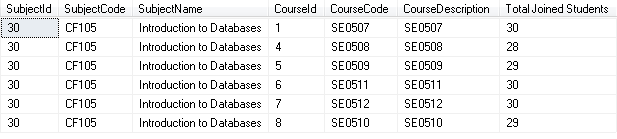 SubjectId SubjectCode SubjectName CourseId CourseCode CourseDescription Total Joined Students
30 CF105 Introduction to Databases 1 SE0507 SE0507 30
30 CF105 Introduction to Databases 4 SE0508 SE0508 28
30 CF105 Introduction to Databases 5 SE0509 SE0509 29
30 CF105 Introduction to Databases 6 SE0511 SE0511 30
30 CF105 Introduction to Databases 7 SE0512 SE0512 30
30 CF105 Introduction to Databases 8 SE0510 SE0510 29